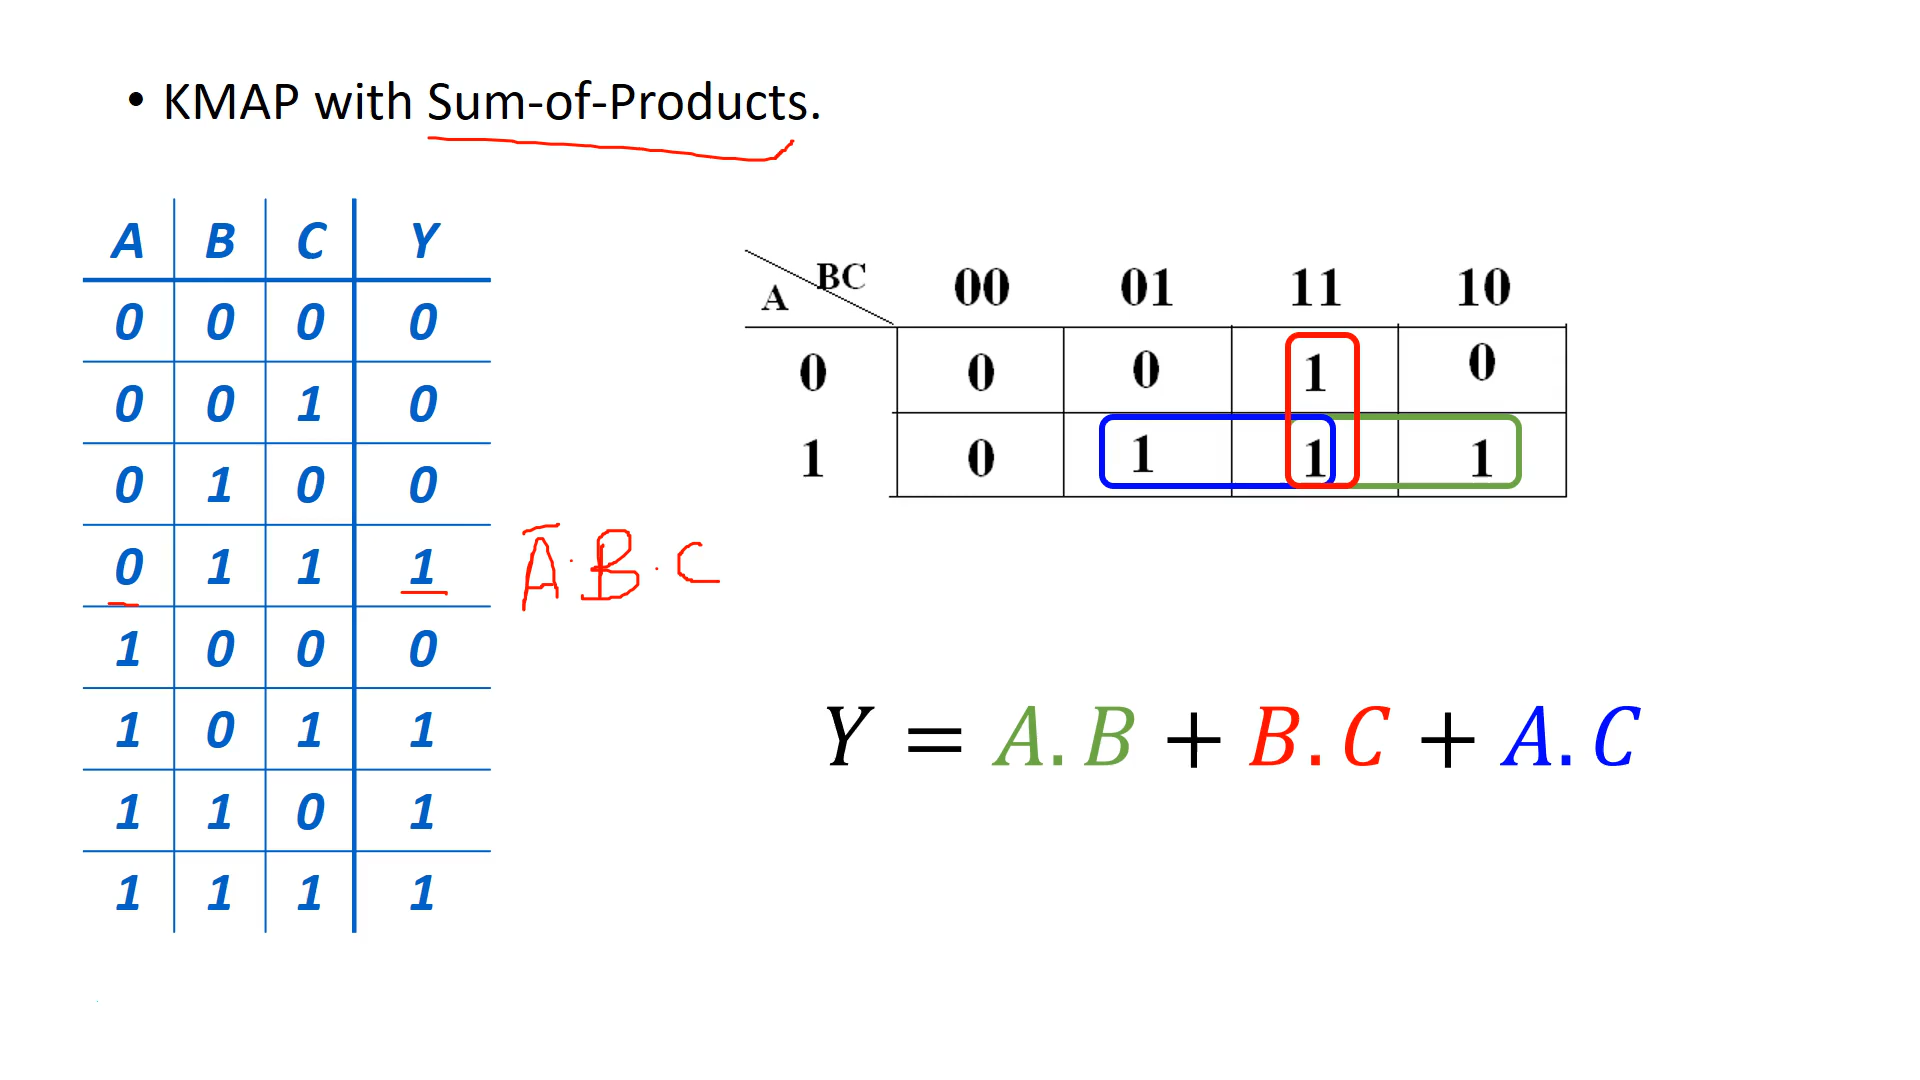 • KMAP with Sum-of-Products.
A B C Y
0 0 0 0
0 0 1 0
0 1 0 0
0 1 1 1
1 0 0 0
1 0 1 1
1 1 0 1
1 1 1 1
A̅.B.C
A BC 00 01 11 10
0 0 0 1 0
1 0 1 1 1
Y = A.B + B.C + A.C